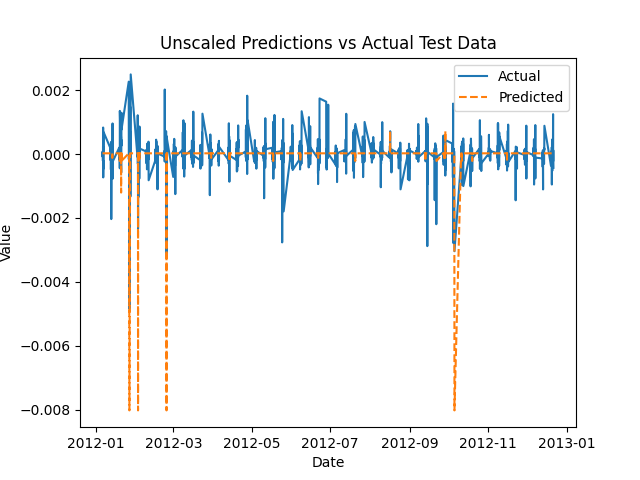 Unscaled Predictions vs Actual Test Data
Actual
Predicted
0.002
0.000
−0.002
−0.004
−0.006
−0.008
Value
2012-01 2012-03 2012-05 2012-07 2012-09 2012-11 2013-01
Date